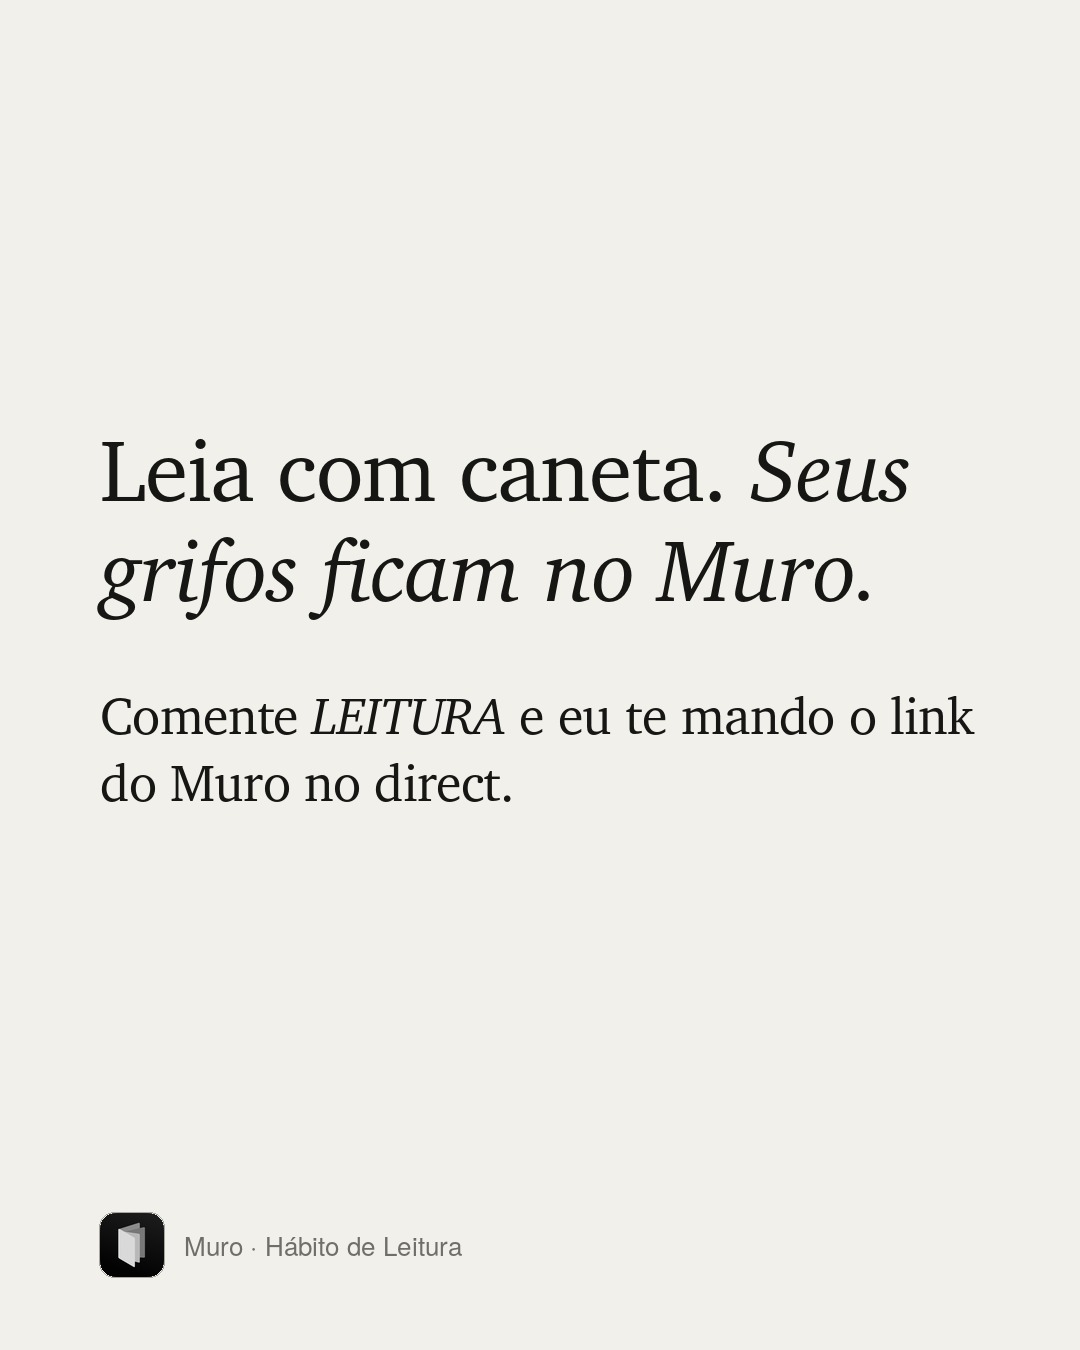 Leia com caneta. Seus
grifos ficam no Muro.
Comente LEITURA e eu te mando o link
do Muro no direct.
Muro · Hábito de Leitura